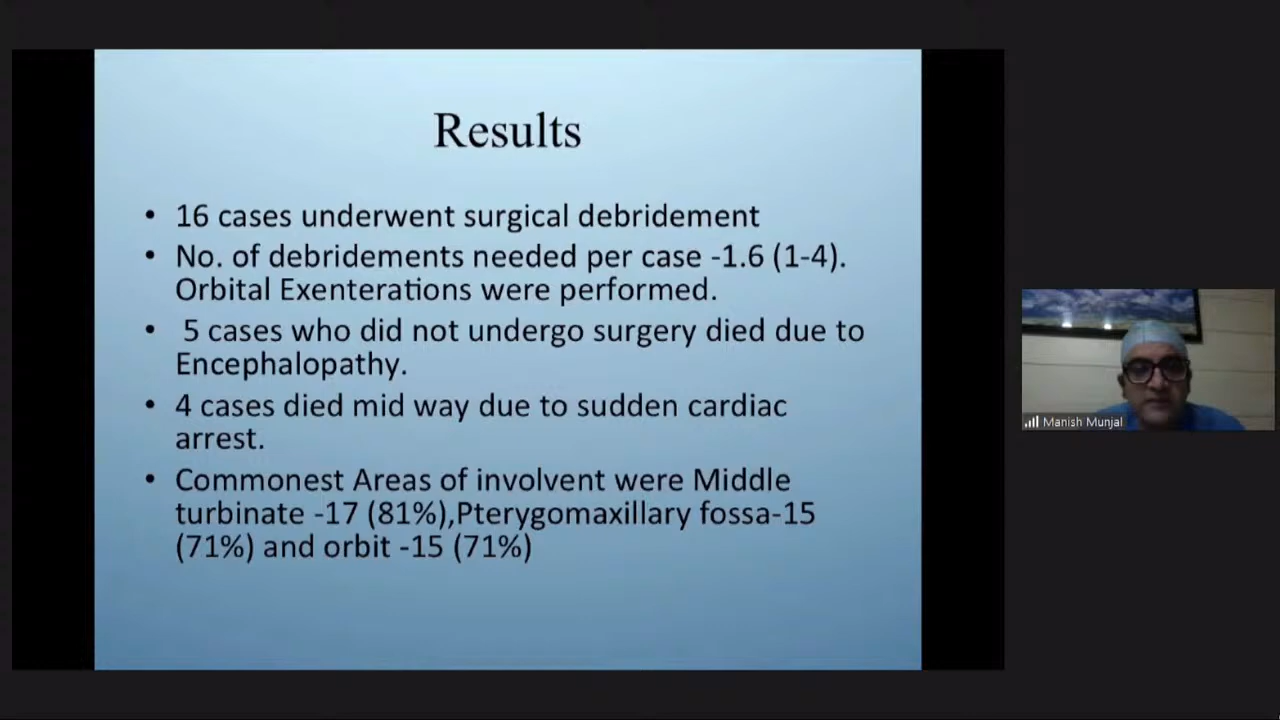 Results
• 16 cases underwent surgical debridement
• No. of debridements needed per case -1.6 (1-4).
Orbital Exenterations were performed.
• 5 cases who did not undergo surgery died due to
Encephalopathy.
• 4 cases died mid way due to sudden cardiac
arrest.
• Commonest Areas of involvent were Middle
turbinate -17 (81%),Pterygomaxillary fossa-15
(71%) and orbit -15 (71%)
Manish Munjal